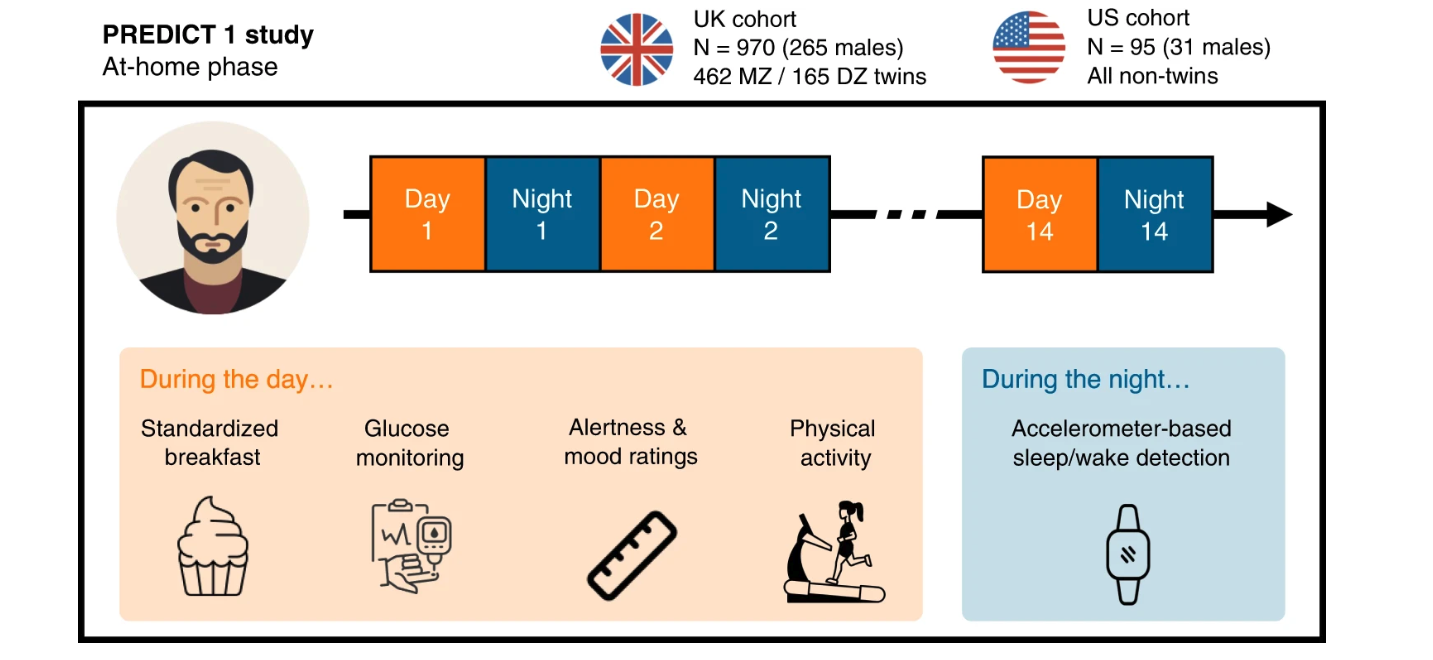 PREDICT 1 study
At-home phase
UK cohort
N = 970 (265 males)
462 MZ / 165 DZ twins
US cohort
N = 95 (31 males)
All non-twins
Day
1
Night
1
Day
2
Night
2
Day
14
Night
14
During the day…
Standardized
breakfast
Glucose
monitoring
Alertness &
mood ratings
Physical
activity
During the night…
Accelerometer-based
sleep/wake detection